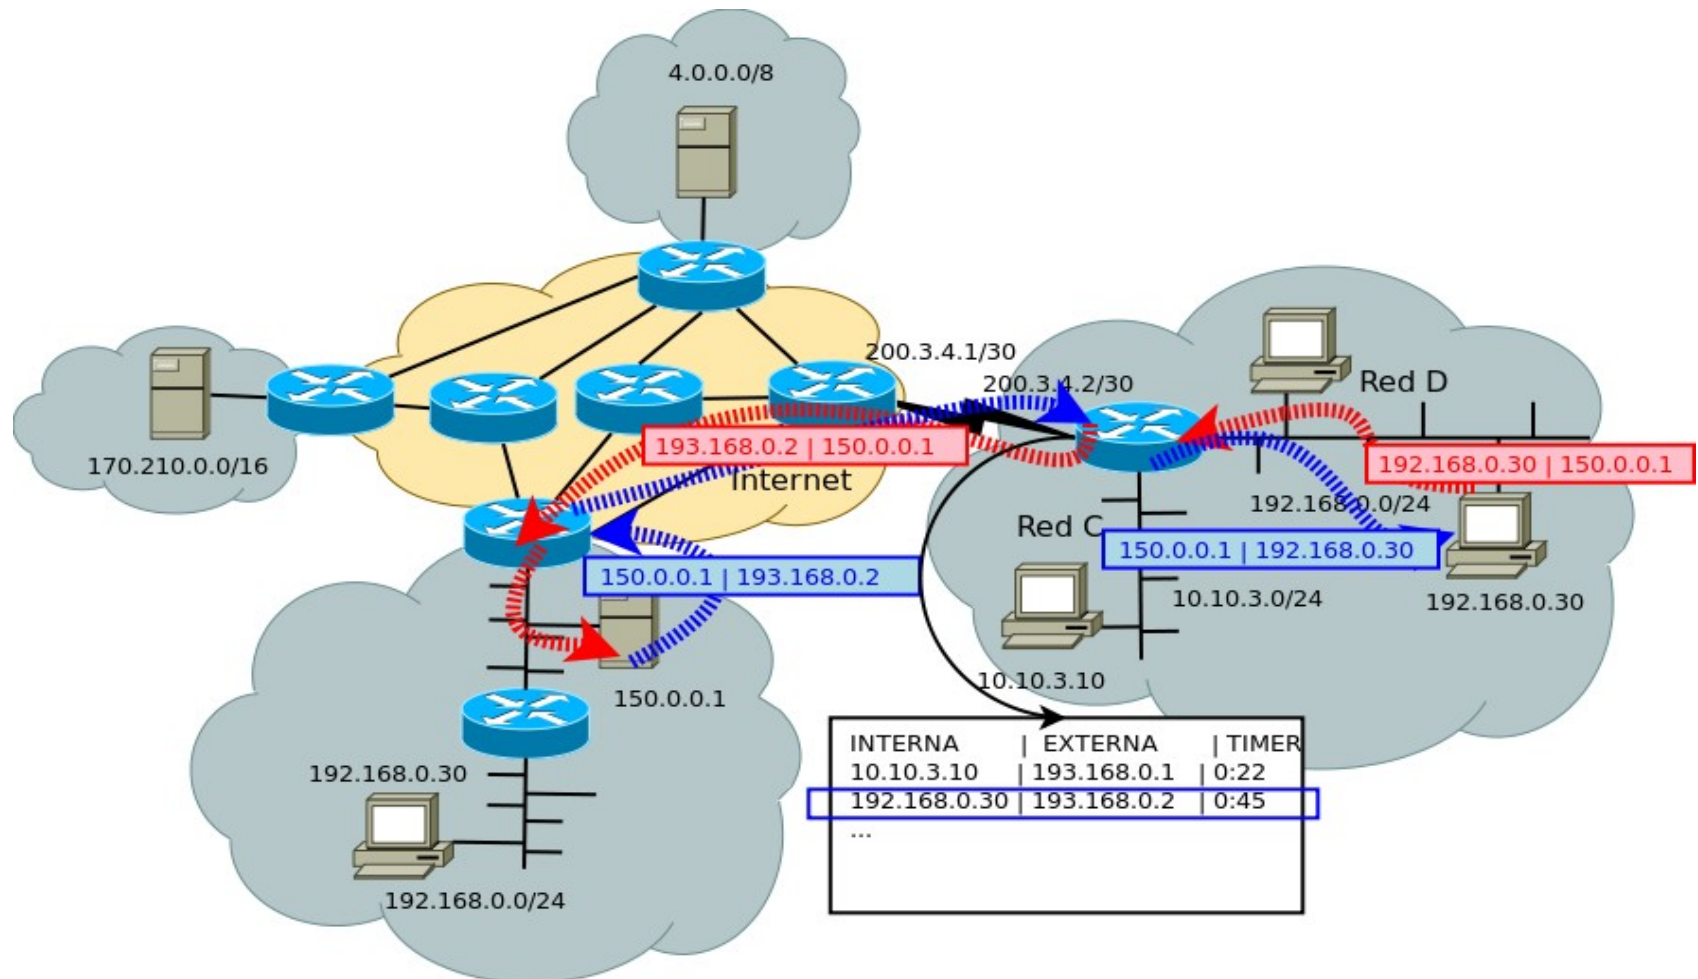 4.0.0.0/8
200.3.4.1/30
200.3.4.2/30
Red D
193.168.0.2 | 150.0.0.1
192.168.0.30 | 150.0.0.1
170.210.0.0/16
Internet
192.168.0.0/24
Red C
150.0.0.1 | 192.168.0.30
150.0.0.1 | 193.168.0.2
10.10.3.0/24
192.168.0.30
10.10.3.10
150.0.0.1
INTERNA | EXTERNA | TIMER
10.10.3.10 | 193.168.0.1 | 0:22
192.168.0.30 | 193.168.0.2 | 0:45
...
192.168.0.30
192.168.0.0/24